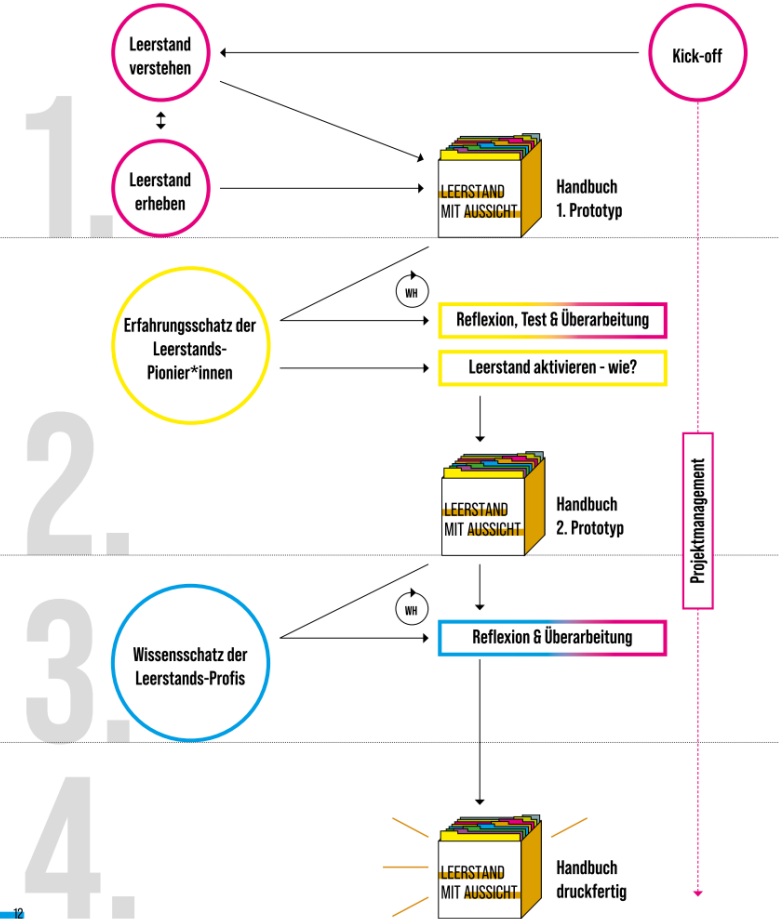 1.
Leerstand
verstehen
Kick-off
Leerstand
erheben
LEERSTAND
MIT AUSSICHT
Handbuch
1. Prototyp
2.
Erfahrungsschatz der
Leerstands-
Pionier*innen
WH
Reflexion, Test & Überarbeitung
Leerstand aktivieren - wie?
LEERSTAND
MIT AUSSICHT
Handbuch
2. Prototyp
Projektmanagement
3.
Wissensschatz der
Leerstands-Profis
WH
Reflexion & Überarbeitung
4.
LEERSTAND
MIT AUSSICHT
Handbuch
druckfertig
12